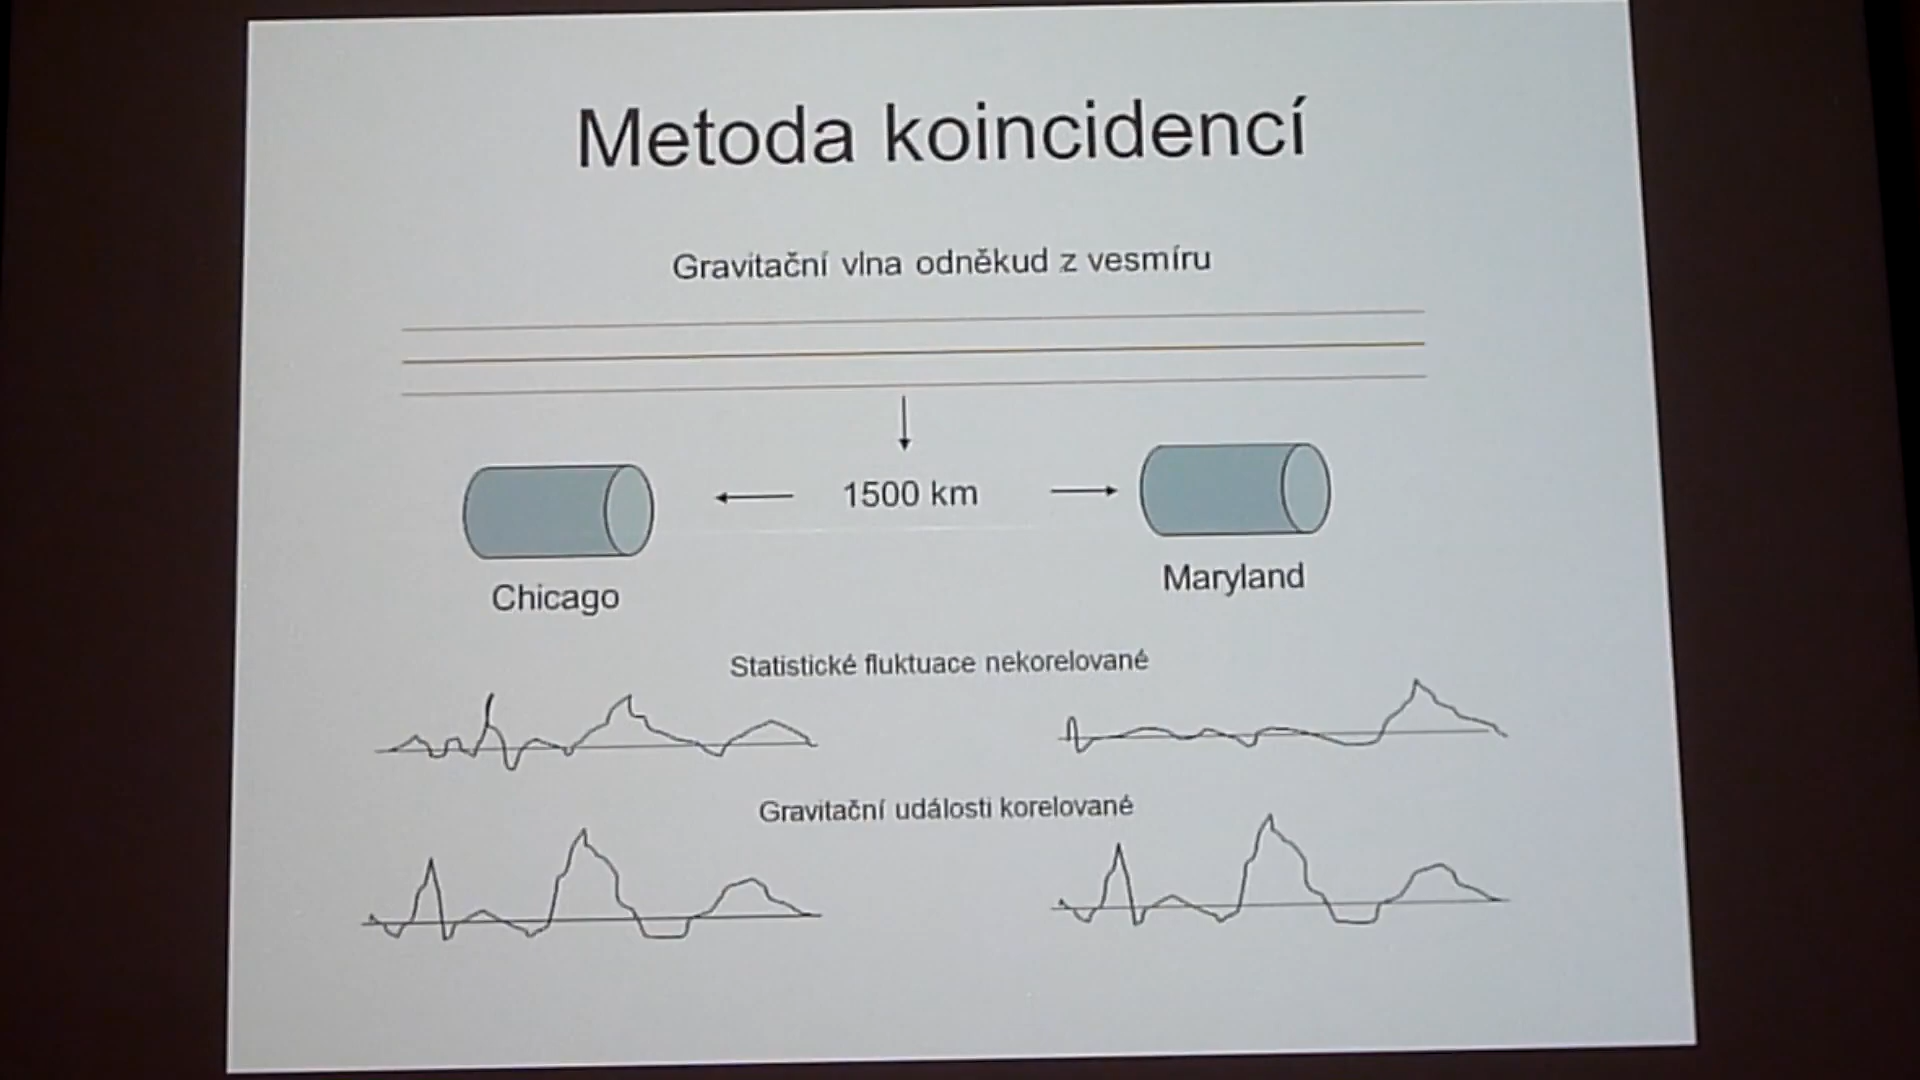 Metoda koincidencí
Gravitační vlna odněkud z vesmíru
1500 km
Chicago
Maryland
Statistické fluktuace nekorelované
Gravitační události korelované